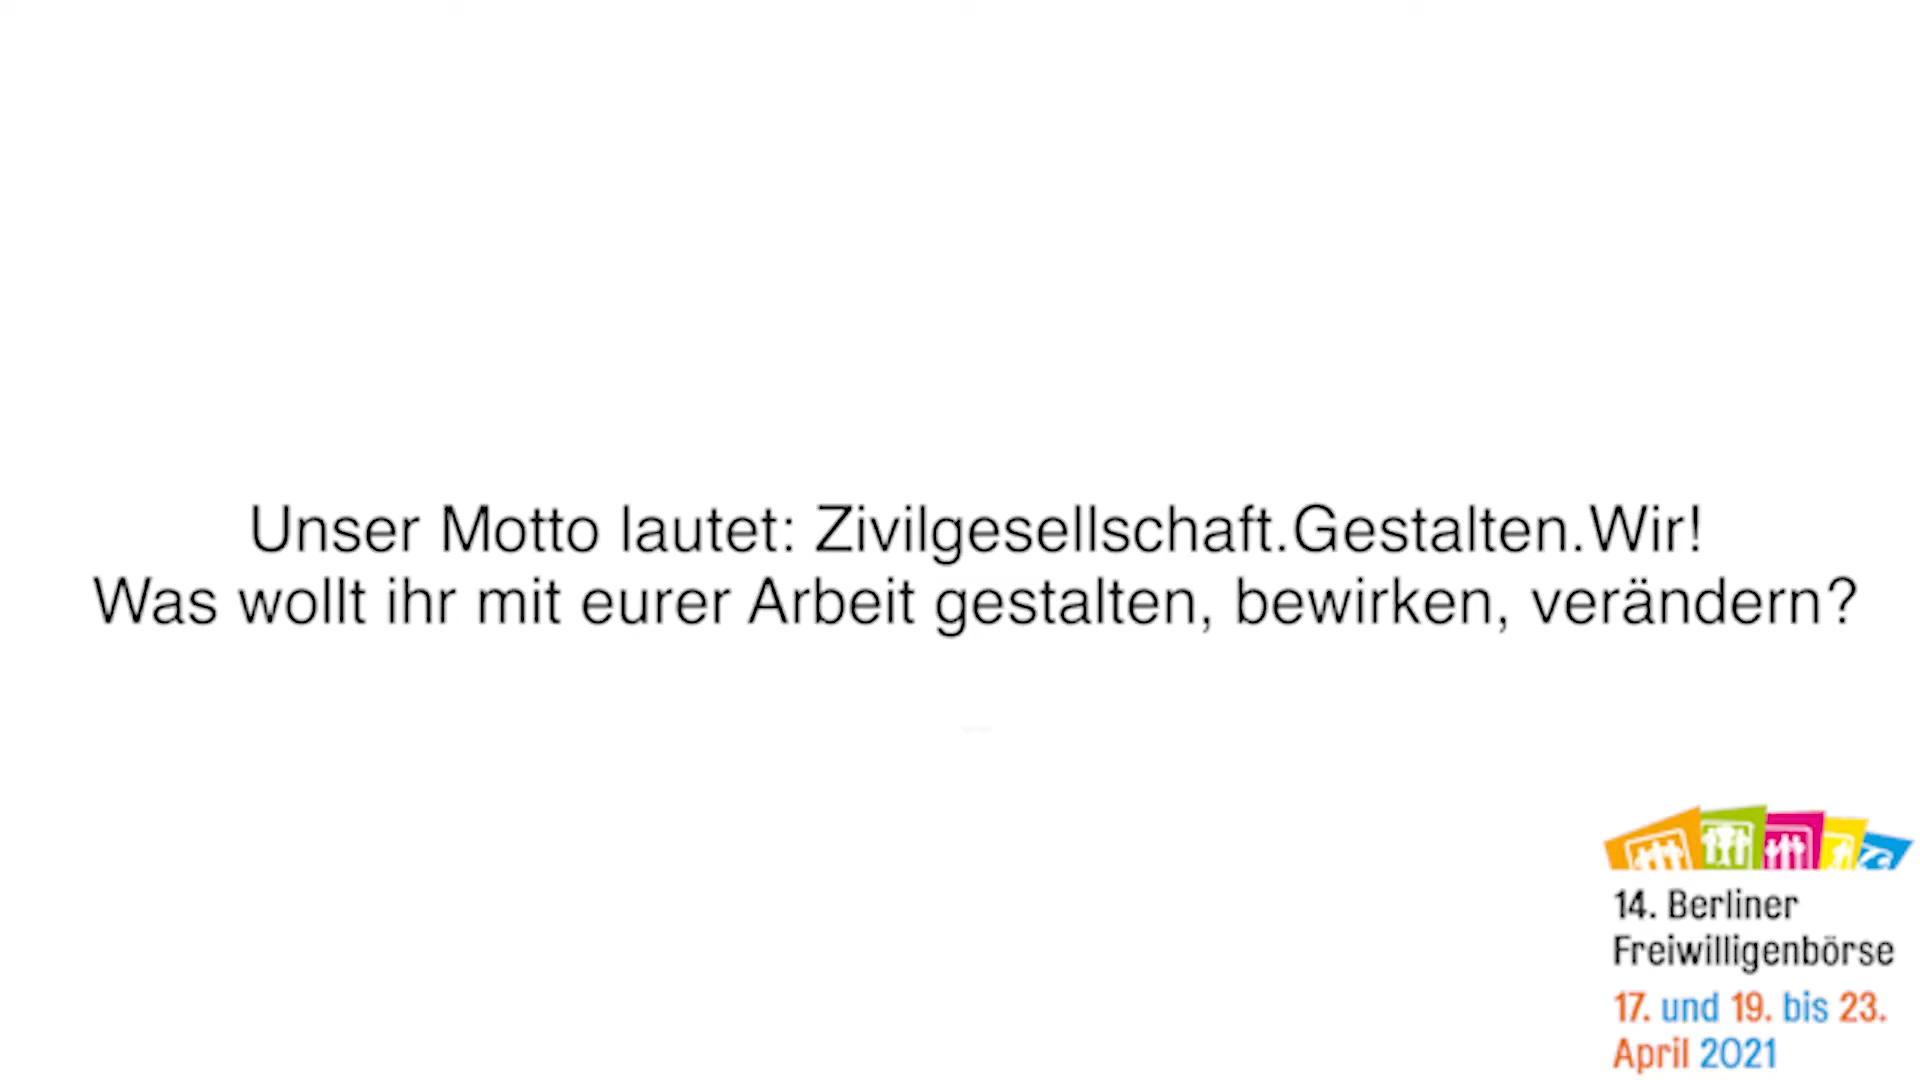 Unser Motto lautet: Zivilgesellschaft.Gestalten.Wir!
Was wollt ihr mit eurer Arbeit gestalten, bewirken, verändern?
14. Berliner
Freiwilligenbörse
17. und 19. bis 23.
April 2021